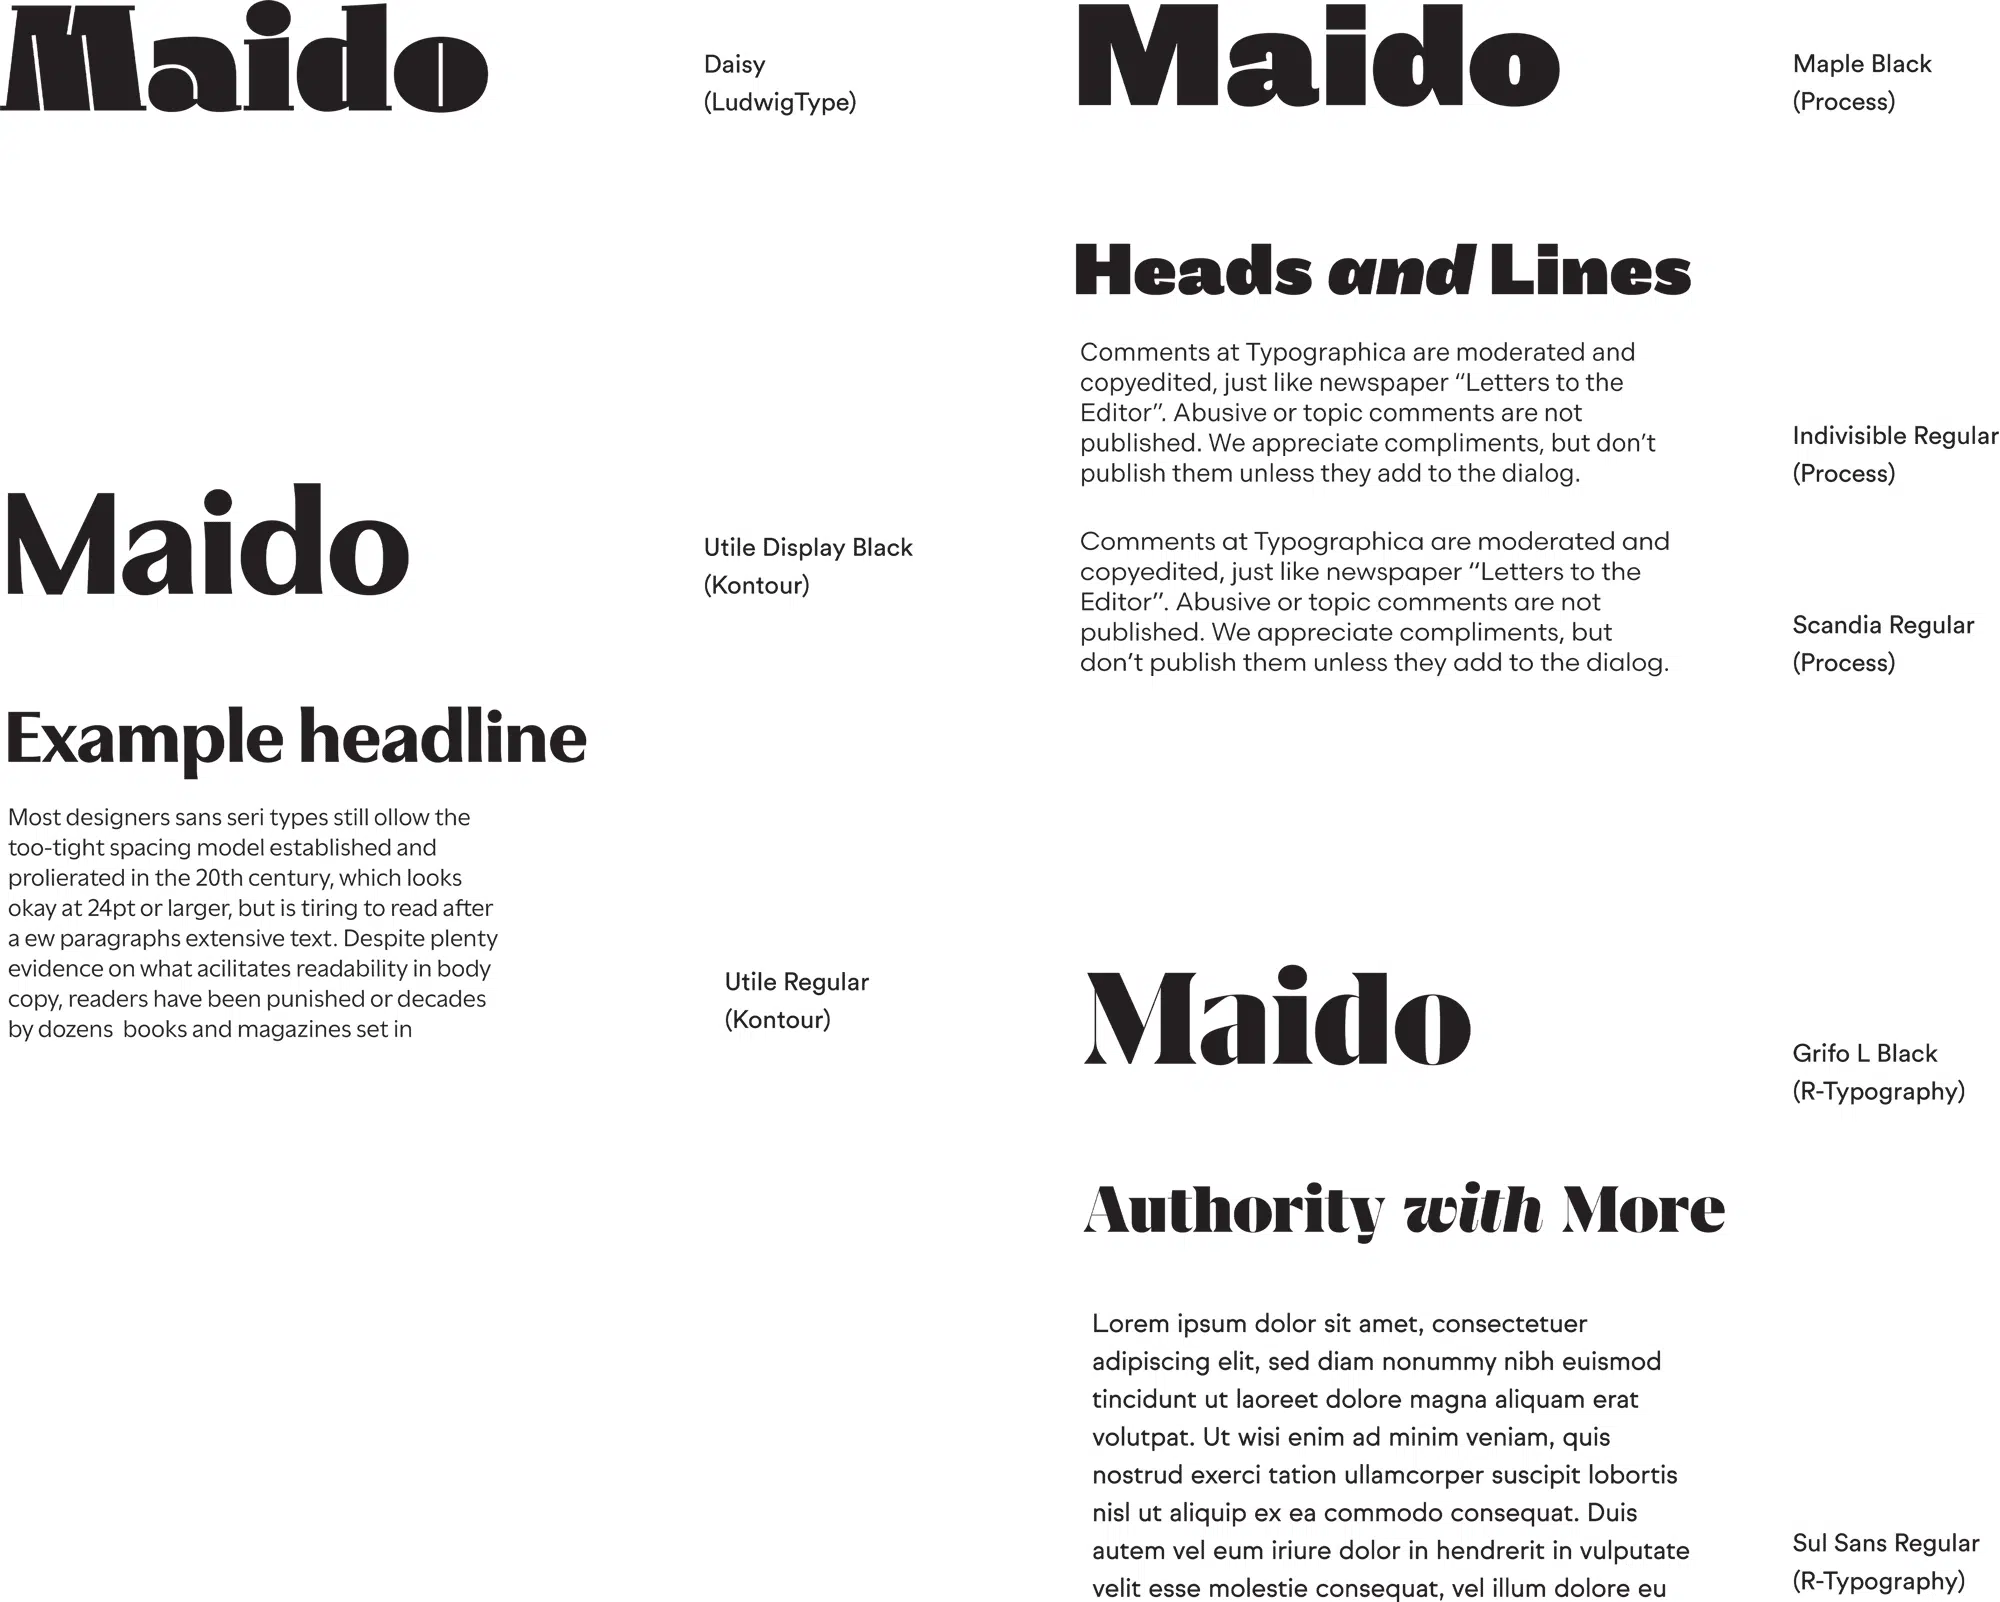 Maido
Daisy
(LudwigType)
Maido
Utile Display Black
(Kontour)
Example headline
Most designers sans seri types still ollow the
too-tight spacing model established and
prolierated in the 20th century, which looks
okay at 24pt or larger, but is tiring to read after
a ew paragraphs extensive text. Despite plenty
evidence on what acilitates readability in body
copy, readers have been punished or decades
by dozens  books and magazines set in
Utile Regular
(Kontour)
Maido
Maple Black
(Process)
Heads and Lines
Comments at Typographica are moderated and
copyedited, just like newspaper “Letters to the
Editor”. Abusive or topic comments are not
published. We appreciate compliments, but don’t
publish them unless they add to the dialog.
Indivisible Regular
(Process)
Comments at Typographica are moderated and
copyedited, just like newspaper “Letters to the
Editor”. Abusive or topic comments are not
published. We appreciate compliments, but
don’t publish them unless they add to the dialog.
Scandia Regular
(Process)
Maido
Grifo L Black
(R-Typography)
Authority with More
Lorem ipsum dolor sit amet, consectetuer
adipiscing elit, sed diam nonummy nibh euismod
tincidunt ut laoreet dolore magna aliquam erat
volutpat. Ut wisi enim ad minim veniam, quis
nostrud exerci tation ullamcorper suscipit lobortis
nisl ut aliquip ex ea commodo consequat. Duis
autem vel eum iriure dolor in hendrerit in vulputate
velit esse molestie consequat, vel illum dolore eu
Sul Sans Regular
(R-Typography)